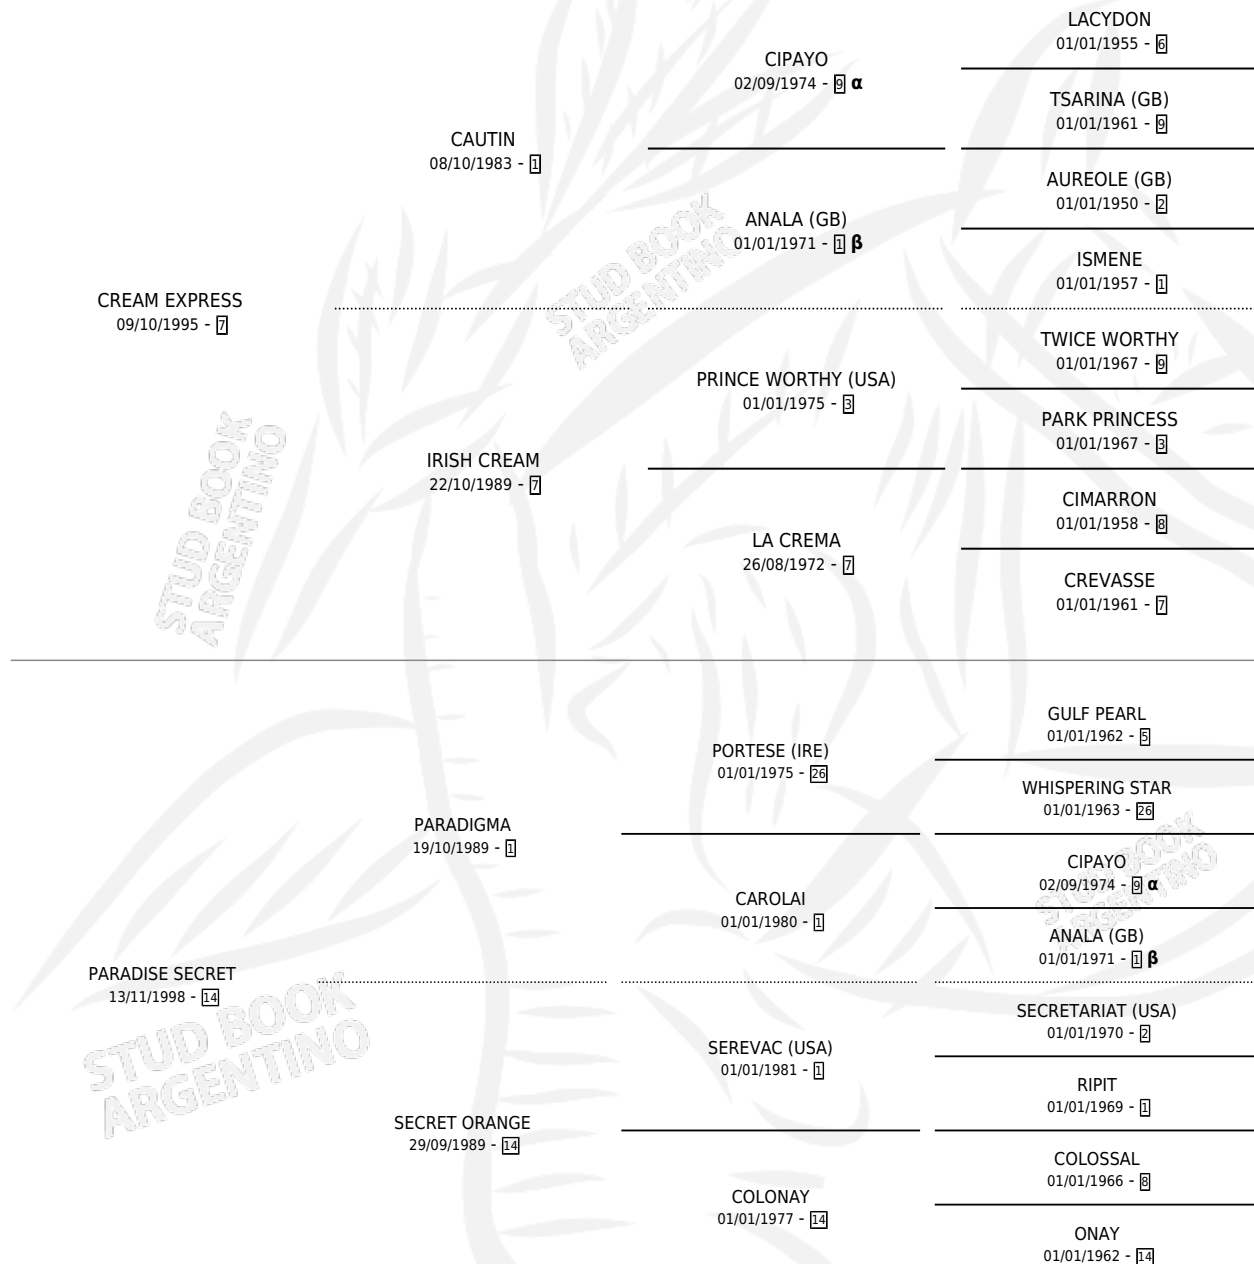 LACYDON
01/01/1955 - 6
CIPAYO
02/09/1974 - 9 α
TSARINA (GB)
01/01/1961 - 9
CAUTIN
08/10/1983 - 1
AUREOLE (GB)
01/01/1950 - 2
ANALA (GB)
01/01/1971 - 1 β
ISMENE
01/01/1957 - 1
STUD BOOK
ARGENTINO
CREAM EXPRESS
09/10/1995 - 7
TWICE WORTHY
01/01/1967 - 9
PRINCE WORTHY (USA)
01/01/1975 - 3
PARK PRINCESS
01/01/1967 - 3
IRISH CREAM
22/10/1989 - 7
CIMARRON
01/01/1958 - 8
LA CREMA
26/08/1972 - 7
CREVASSE
01/01/1961 - 7
STUD BOOK
ARGENTINO
GULF PEARL
01/01/1962 - 5
PORTESE (IRE)
01/01/1975 - 26
WHISPERING STAR
01/01/1963 - 26
PARADIGMA
19/10/1989 - 1
CIPAYO
02/09/1974 - 9 α
CAROLAI
01/01/1980 - 1
ANALA (GB)
01/01/1971 - 1 β
STUD BOOK
ARGENTINO
PARADISE SECRET
13/11/1998 - 14
SECRETARIAT (USA)
01/01/1970 - 2
SEREVAC (USA)
01/01/1981 - 1
RIPIT
01/01/1969 - 1
SECRET ORANGE
29/09/1989 - 14
COLOSSAL
01/01/1966 - 8
COLONAY
01/01/1977 - 14
ONAY
01/01/1962 - 14
STUD BOOK
ARGENTINO